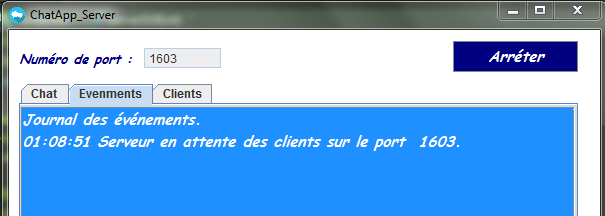 ChatApp_Server
Numéro de port : 1603 Arréter
Chat Evenments Clients
Journal des événements.
01:08:51 Serveur en attente des clients sur le port 1603.